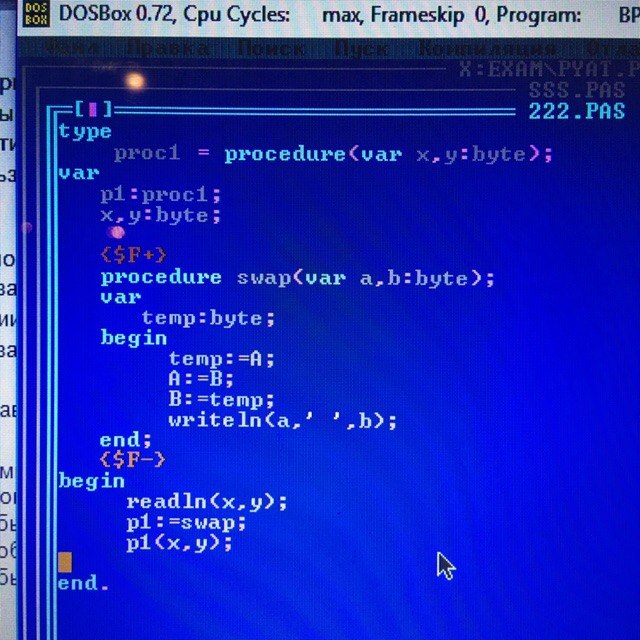 DOSBox 0.72, Cpu Cycles: max, Frameskip 0, Program: BP
Файл Правка Поиск Пуск Компиляция
X:EXAM\PYAT.P
SSS.PAS
[▮] 222.PAS
type
proc1 = procedure(var x,y:byte);
var
p1:proc1;
x,y:byte;
{$F+}
procedure swap(var a,b:byte);
var
temp:byte;
begin
temp:=A;
A:=B;
B:=temp;
writeln(a,' ',b);
end;
{$F-}
begin
readln(x,y);
p1:=swap;
p1(x,y);
end.